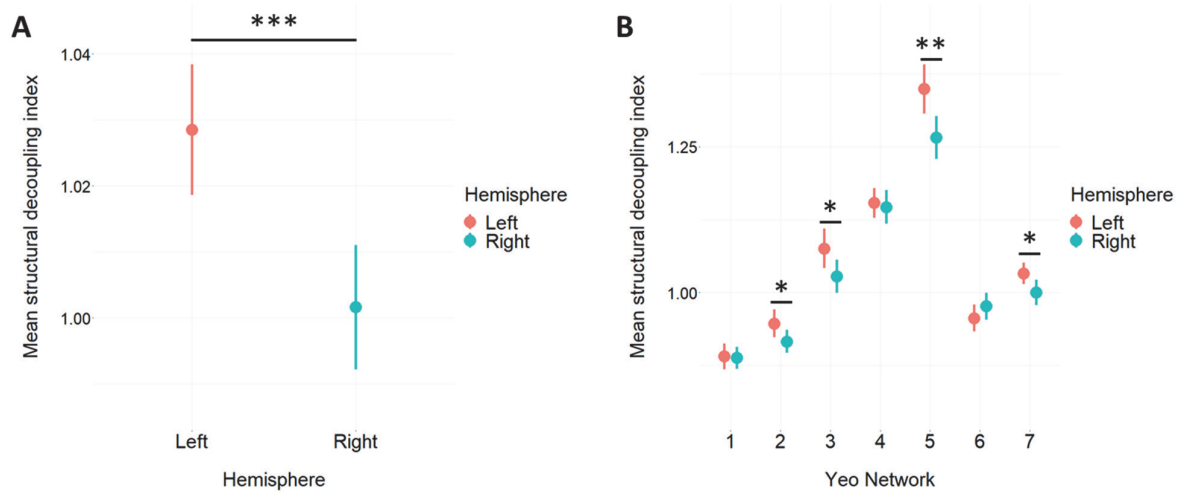 A
***
Mean structural decoupling index
1.04
1.02
1.00
Left
Right
Hemisphere
Hemisphere
Left
Right
B
Mean structural decoupling index
1.25
1.00
*
*
**
*
1
2
3
4
5
6
7
Yeo Network
Hemisphere
Left
Right